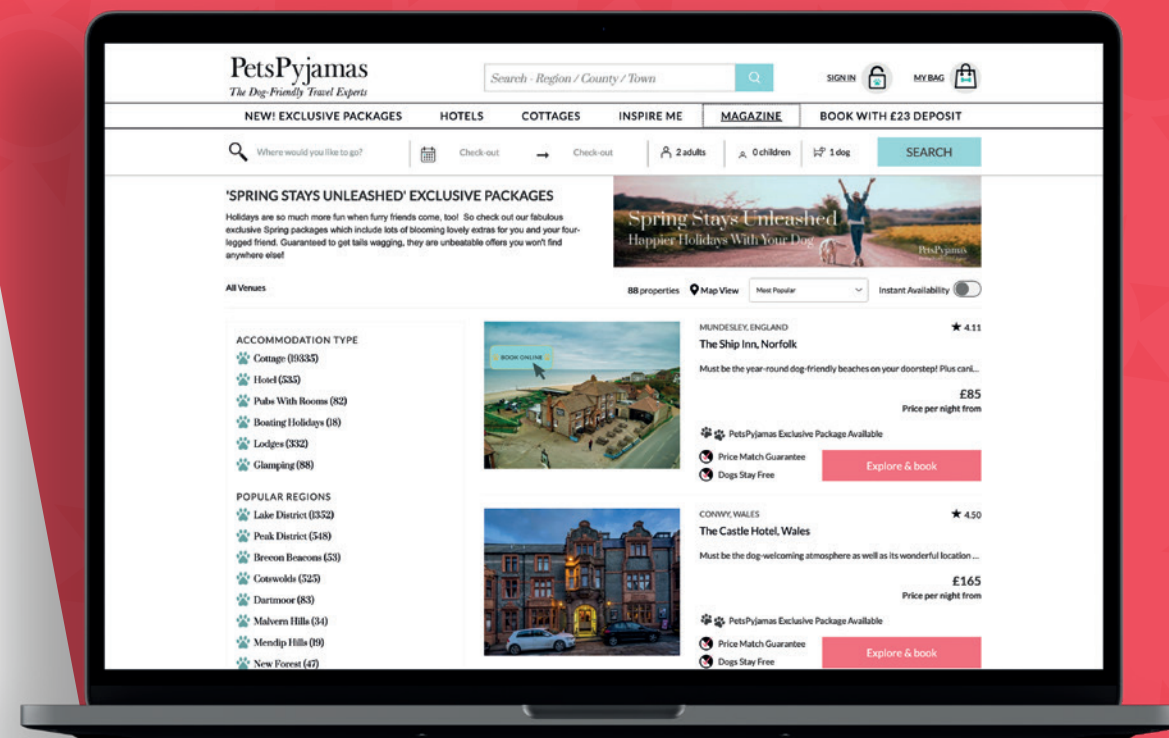 PetsPyjamas
The Dog-Friendly Travel Experts
Search - Region / County / Town
SIGN IN
MY BAG
NEW! EXCLUSIVE PACKAGES
HOTELS
COTTAGES
INSPIRE ME
MAGAZINE
BOOK WITH £23 DEPOSIT
Where would you like to go?
Check-out
Check-out
2 adults
0 children
1 dog
SEARCH
'SPRING STAYS UNLEASHED' EXCLUSIVE PACKAGES
Holidays are so much more fun when furry friends come, too! So check out our fabulous
exclusive Spring packages which include lots of blooming lovely extras for you and your four-
legged friend. Guaranteed to get tails wagging, they are unbeatable offers you won't find
anywhere else!
Spring Stays Unleashed
Happier Holidays With Your Dog
PetsPyjamas
All Venues
88 properties
Map View
Most Popular
Instant Availability
ACCOMMODATION TYPE
Cottage (19335)
Hotel (535)
Pubs With Rooms (82)
Boating Holidays (18)
Lodges (332)
Glamping (88)
POPULAR REGIONS
Lake District (1352)
Peak District (548)
Brecon Beacons (53)
Cotswolds (525)
Dartmoor (83)
Malvern Hills (34)
Mendip Hills (19)
New Forest (47)
BOOK ONLINE
MUNDESLEY, ENGLAND
4.11
The Ship Inn, Norfolk
Must be the year-round dog-friendly beaches on your doorstep! Plus cani...
£85
Price per night from
PetsPyjamas Exclusive Package Available
Price Match Guarantee
Dogs Stay Free
Explore & book
CONWY, WALES
4.50
The Castle Hotel, Wales
Must be the dog-welcoming atmosphere as well as its wonderful location ...
£165
Price per night from
PetsPyjamas Exclusive Package Available
Price Match Guarantee
Dogs Stay Free
Explore & book